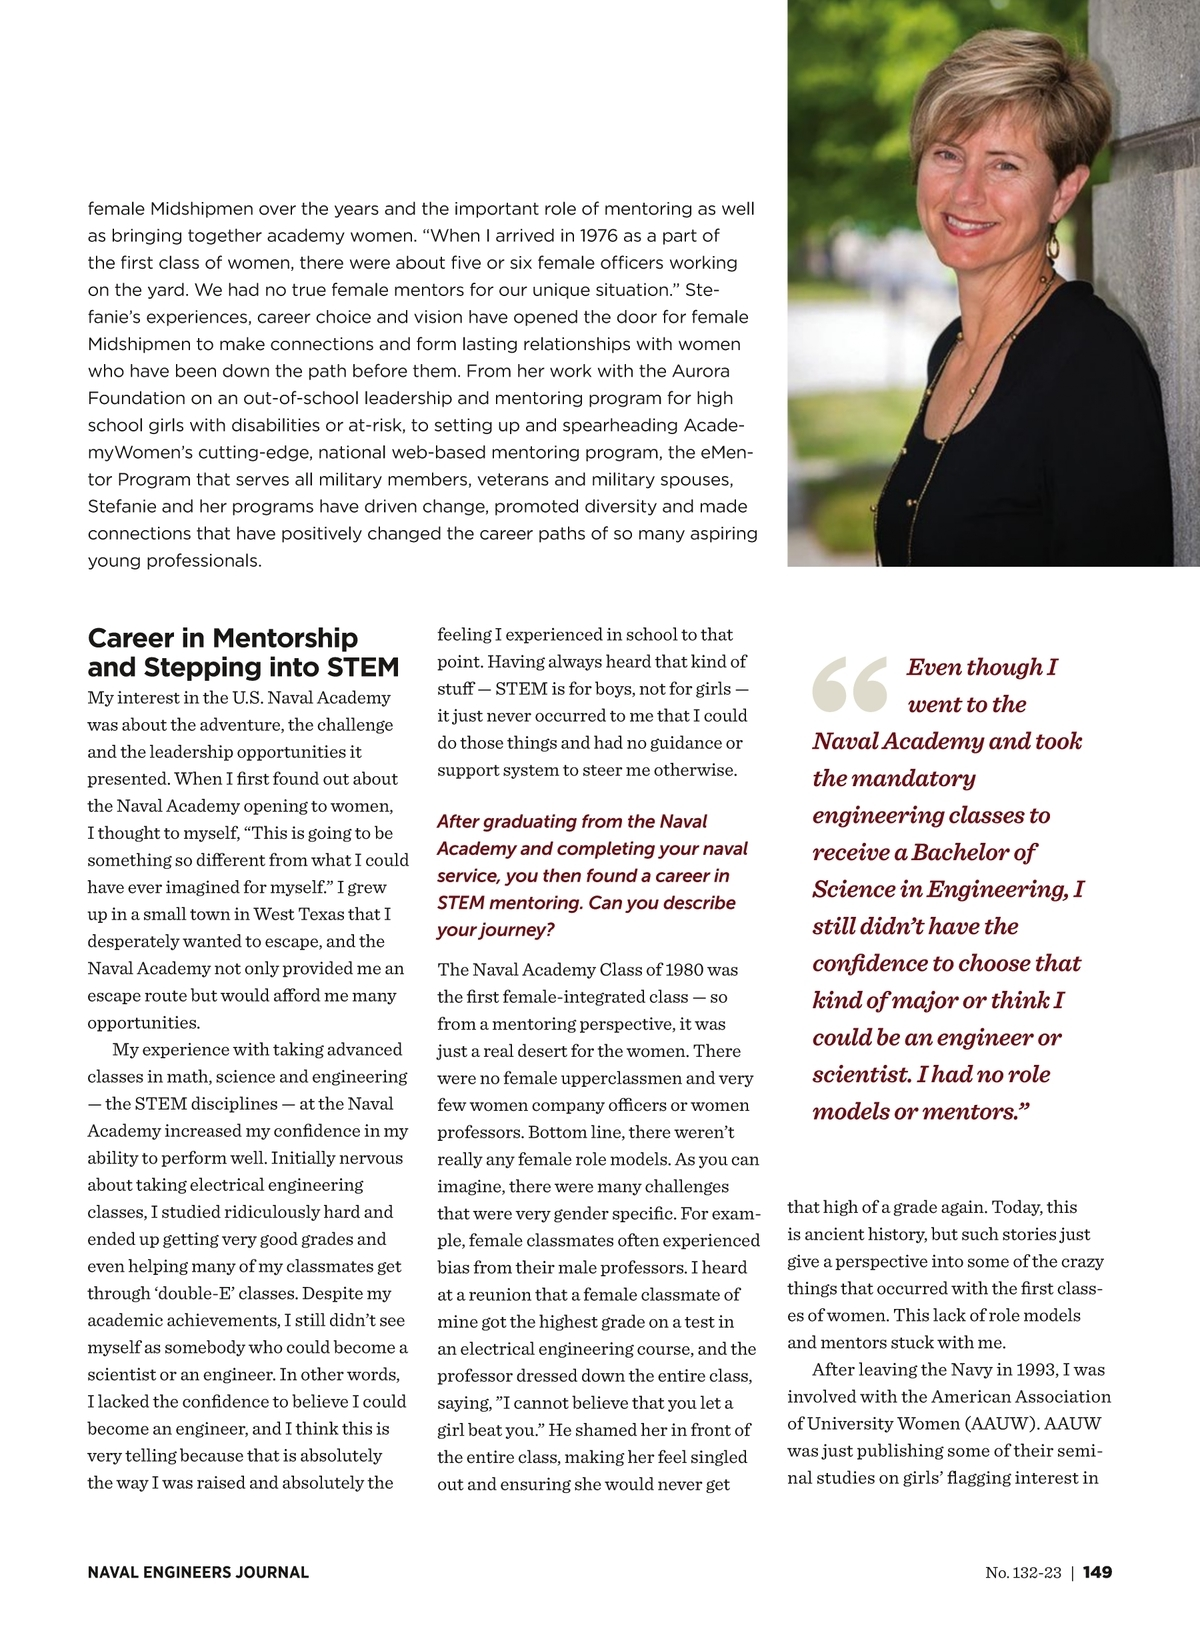 female Midshipmen over the years and the important role of mentoring as well
as bringing together academy women. “When I arrived in 1976 as a part of
the first class of women, there were about five or six female officers working
on the yard. We had no true female mentors for our unique situation.” Ste-
fanie’s experiences, career choice and vision have opened the door for female
Midshipmen to make connections and form lasting relationships with women
who have been down the path before them. From her work with the Aurora
Foundation on an out-of-school leadership and mentoring program for high
school girls with disabilities or at-risk, to setting up and spearheading Acade-
myWomen’s cutting-edge, national web-based mentoring program, the eMen-
tor Program that serves all military members, veterans and military spouses,
Stefanie and her programs have driven change, promoted diversity and made
connections that have positively changed the career paths of so many aspiring
young professionals.
Career in Mentorship
and Stepping into STEM
My interest in the U.S. Naval Academy
was about the adventure, the challenge
and the leadership opportunities it
presented. When I first found out about
the Naval Academy opening to women,
I thought to myself, “This is going to be
something so different from what I could
have ever imagined for myself.” I grew
up in a small town in West Texas that I
desperately wanted to escape, and the
Naval Academy not only provided me an
escape route but would afford me many
opportunities.
My experience with taking advanced
classes in math, science and engineering
— the STEM disciplines — at the Naval
Academy increased my confidence in my
ability to perform well. Initially nervous
about taking electrical engineering
classes, I studied ridiculously hard and
ended up getting very good grades and
even helping many of my classmates get
through ‘double-E’ classes. Despite my
academic achievements, I still didn’t see
myself as somebody who could become a
scientist or an engineer. In other words,
I lacked the confidence to believe I could
become an engineer, and I think this is
very telling because that is absolutely
the way I was raised and absolutely the
feeling I experienced in school to that
point. Having always heard that kind of
stuff — STEM is for boys, not for girls —
it just never occurred to me that I could
do those things and had no guidance or
support system to steer me otherwise.
After graduating from the Naval
Academy and completing your naval
service, you then found a career in
STEM mentoring. Can you describe
your journey?
The Naval Academy Class of 1980 was
the first female-integrated class — so
from a mentoring perspective, it was
just a real desert for the women. There
were no female upperclassmen and very
few women company officers or women
professors. Bottom line, there weren’t
really any female role models. As you can
imagine, there were many challenges
that were very gender specific. For exam-
ple, female classmates often experienced
bias from their male professors. I heard
at a reunion that a female classmate of
mine got the highest grade on a test in
an electrical engineering course, and the
professor dressed down the entire class,
saying, ”I cannot believe that you let a
girl beat you.” He shamed her in front of
the entire class, making her feel singled
out and ensuring she would never get
“
Even though I
went to the
Naval Academy and took
the mandatory
engineering classes to
receive a Bachelor of
Science in Engineering, I
still didn’t have the
confidence to choose that
kind of major or think I
could be an engineer or
scientist. I had no role
models or mentors.”
that high of a grade again. Today, this
is ancient history, but such stories just
give a perspective into some of the crazy
things that occurred with the first class-
es of women. This lack of role models
and mentors stuck with me.
After leaving the Navy in 1993, I was
involved with the American Association
of University Women (AAUW). AAUW
was just publishing some of their semi-
nal studies on girls’ flagging interest in
NAVAL ENGINEERS JOURNAL
No. 132-23 | 149